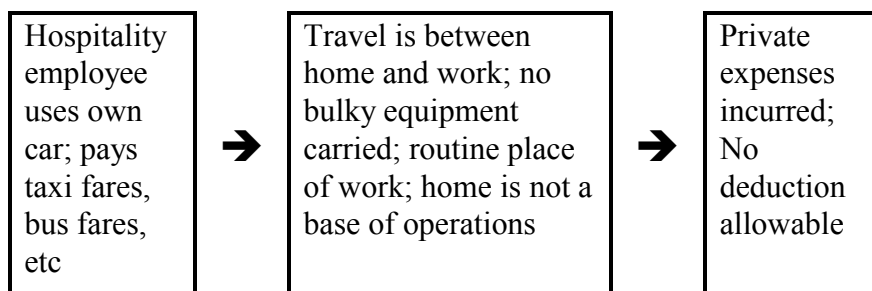 Hospitality
employee
uses own
car; pays
taxi fares,
bus fares,
etc
Travel is between
home and work; no
bulky equipment
carried; routine place
of work; home is not a
base of operations
Private
expenses
incurred;
No
deduction
allowable